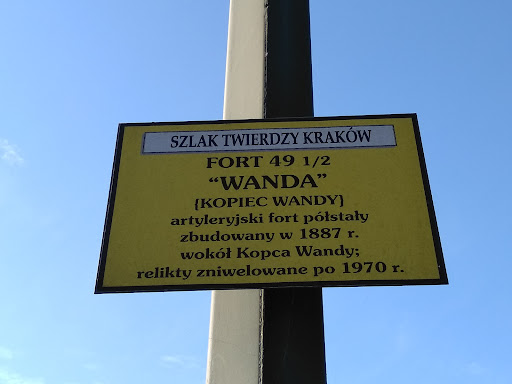 SZLAK TWIERDZY KRAKÓW
FORT 49 1/2
“WANDA”
{KOPIEC WANDY}
artyleryjski fort półstały
zbudowany w 1887 r.
wokół Kopca Wandy;
relikty zniwelowane po 1970 r.